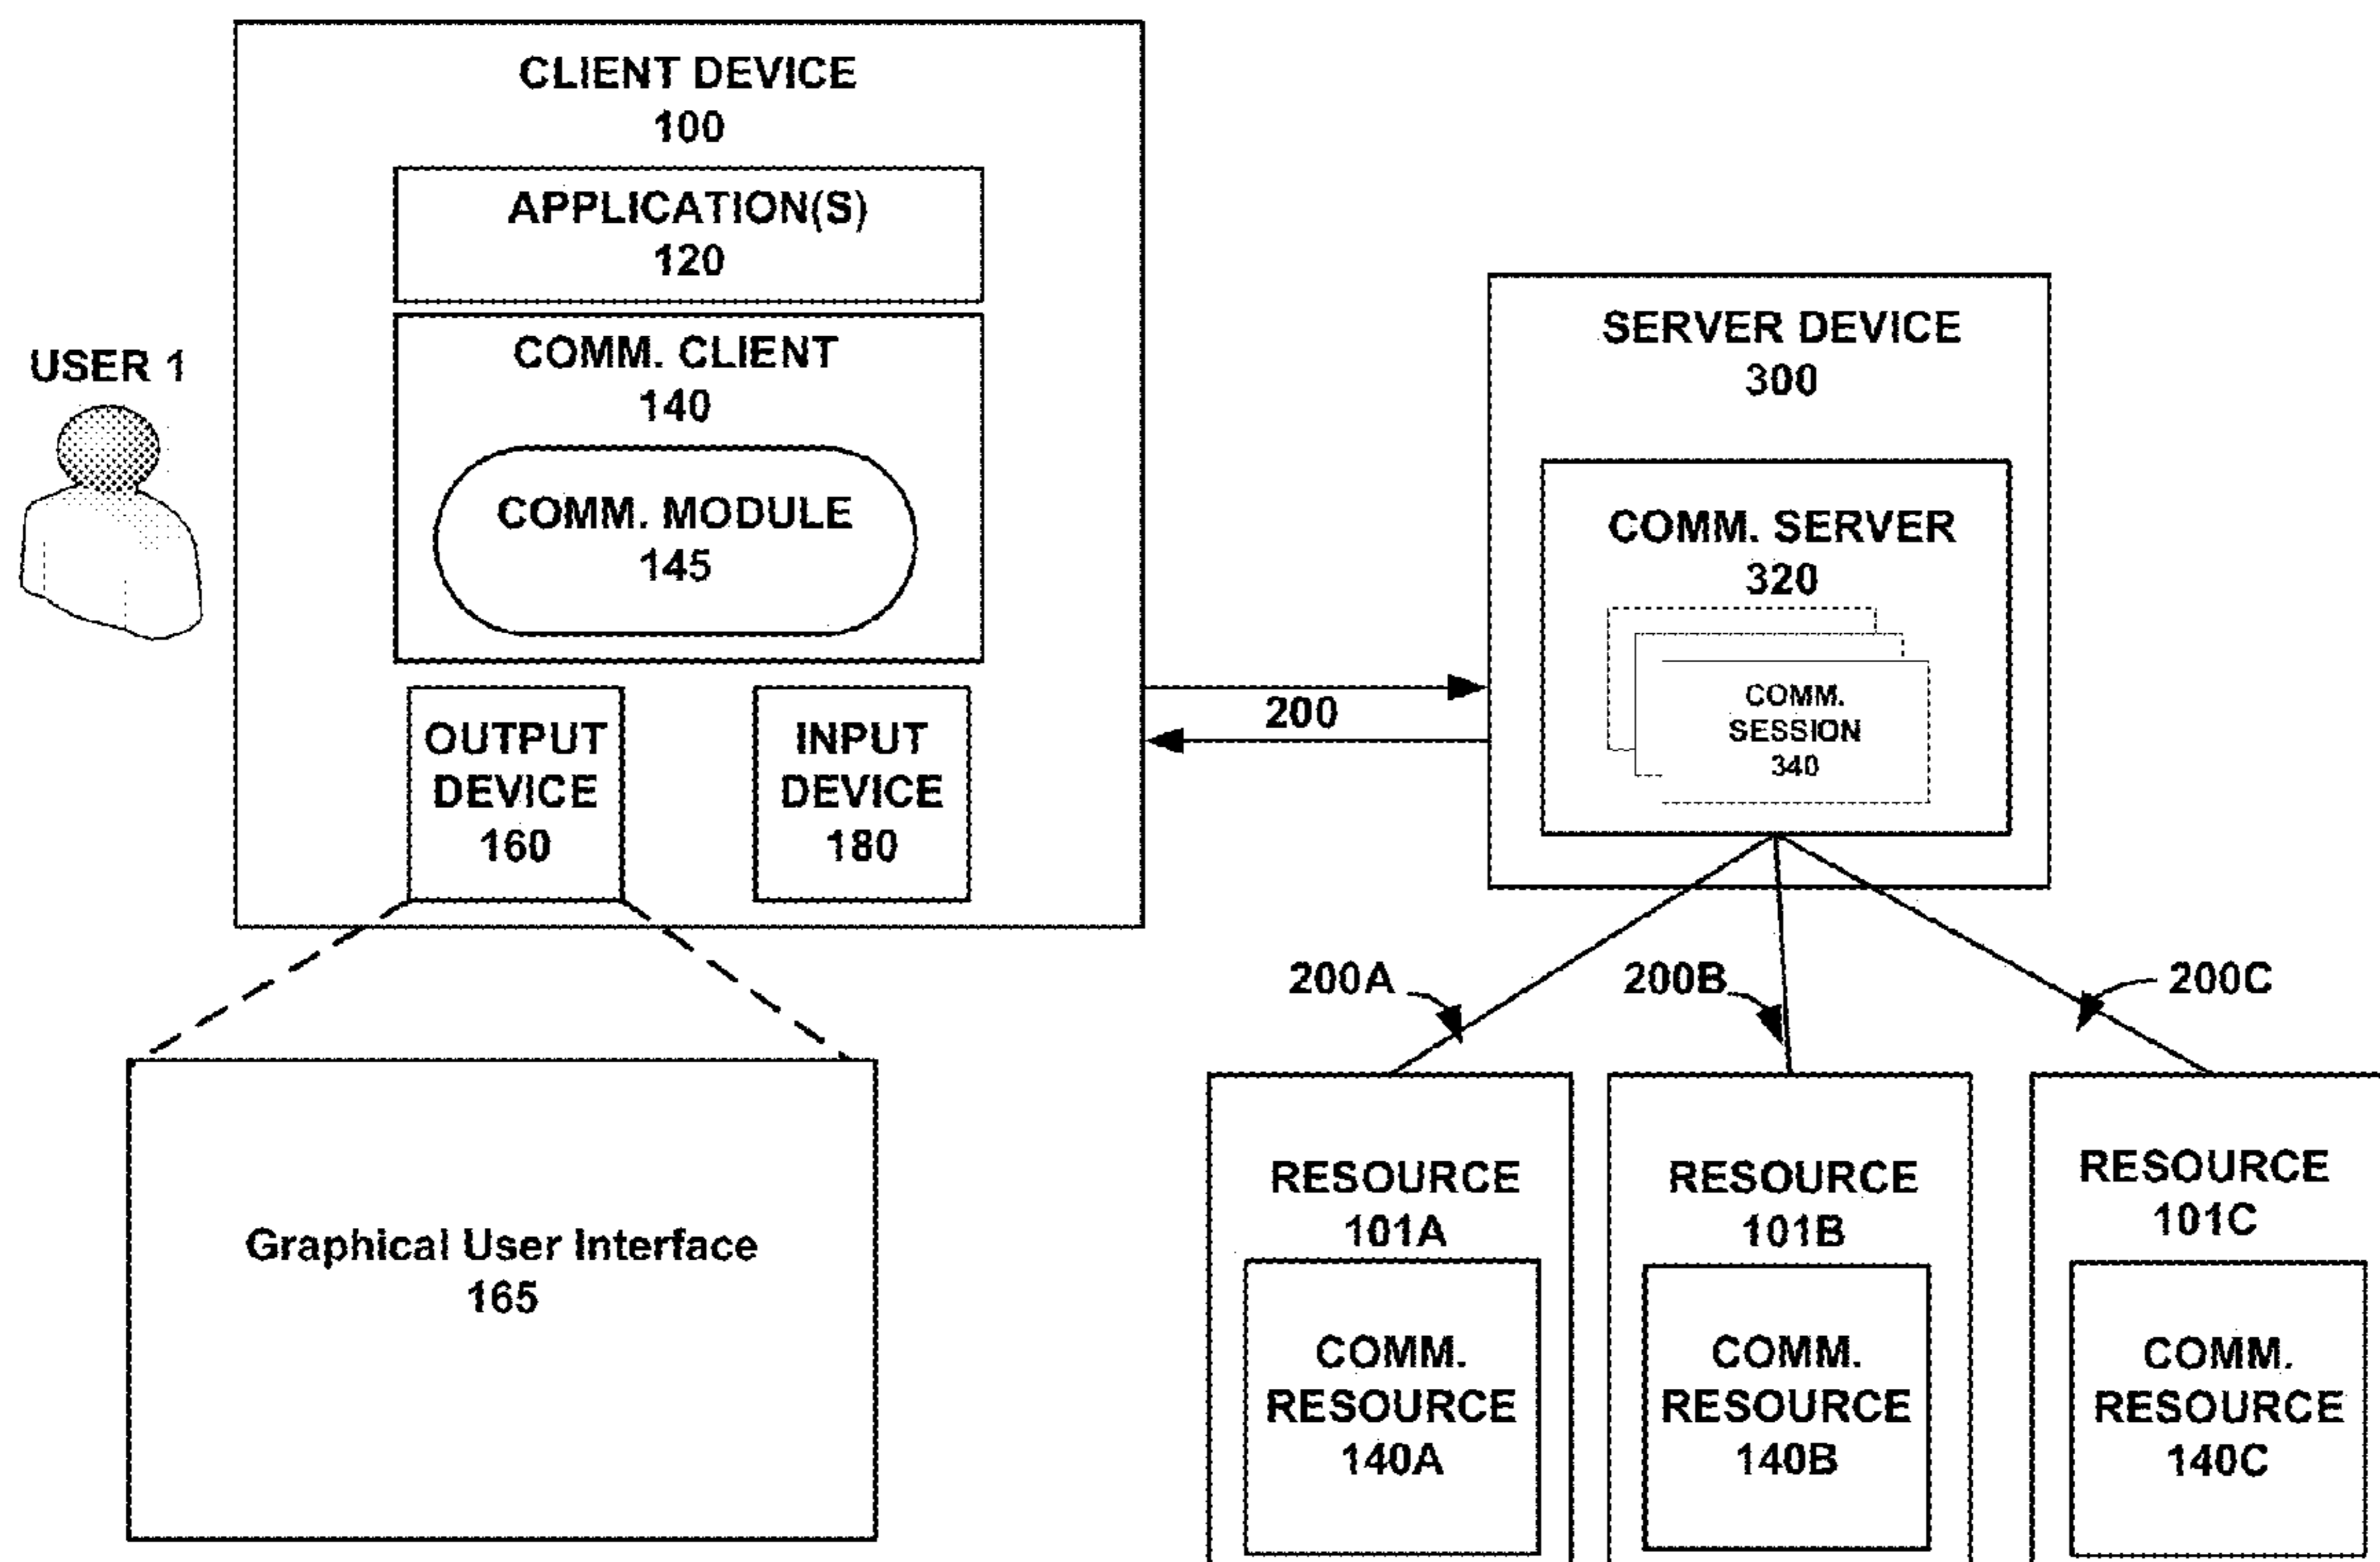 CLIENT DEVICE
100
APPLICATION(S)
120
COMM. CLIENT
140
COMM. MODULE
145
USER 1
OUTPUT
DEVICE
160
INPUT
DEVICE
180
200
SERVER DEVICE
300
COMM. SERVER
320
COMM.
SESSION
340
200A
200B
200C
Graphical User Interface
165
RESOURCE
101A
COMM.
RESOURCE
140A
RESOURCE
101B
COMM.
RESOURCE
140B
RESOURCE
101C
COMM.
RESOURCE
140C